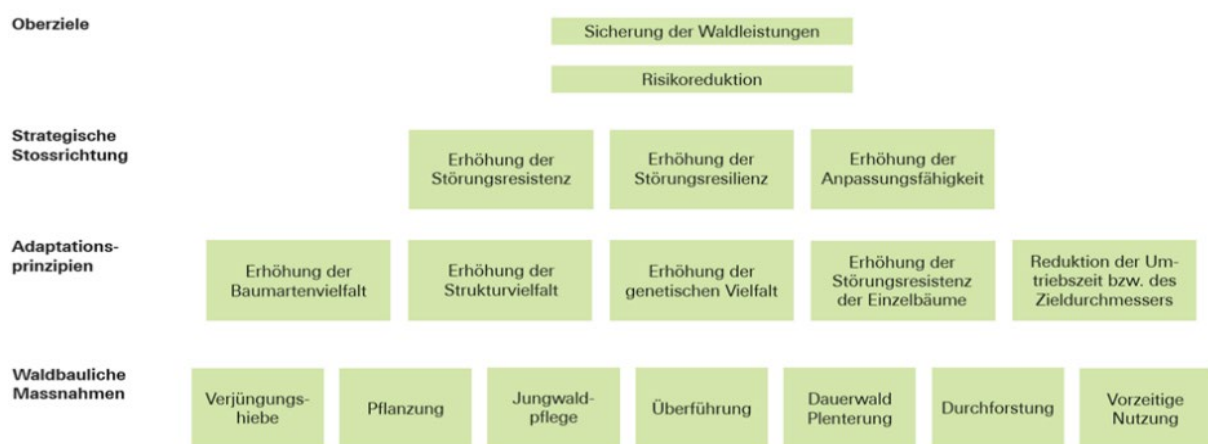 Oberziele
Sicherung der Waldleistungen
Risikoreduktion
Strategische
Stossrichtung
Erhöhung der
Störungsresistenz
Erhöhung der
Störungsresilienz
Erhöhung der
Anpassungsfähigkeit
Adaptations-
prinzipien
Erhöhung der
Baumartenvielfalt
Erhöhung der
Strukturvielfalt
Erhöhung der
genetischen Vielfalt
Erhöhung der
Störungsresistenz
der Einzelbäume
Reduktion der Um-
triebszeit bzw. des
Zieldurchmessers
Waldbauliche
Massnahmen
Verjüngungs-
hiebe
Pflanzung
Jungwald-
pflege
Überführung
Dauerwald
Plenterung
Durchforstung
Vorzeitige
Nutzung